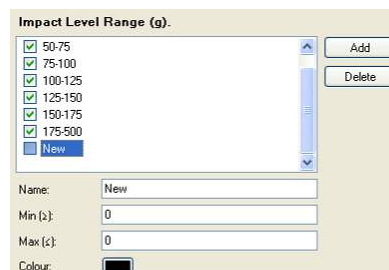 Impact Level Range (g).
50-75
75-100
100-125
125-150
150-175
175-500
New
Add
Delete
Name: New
Min (≥): 0
Max (≤): 0
Colour: